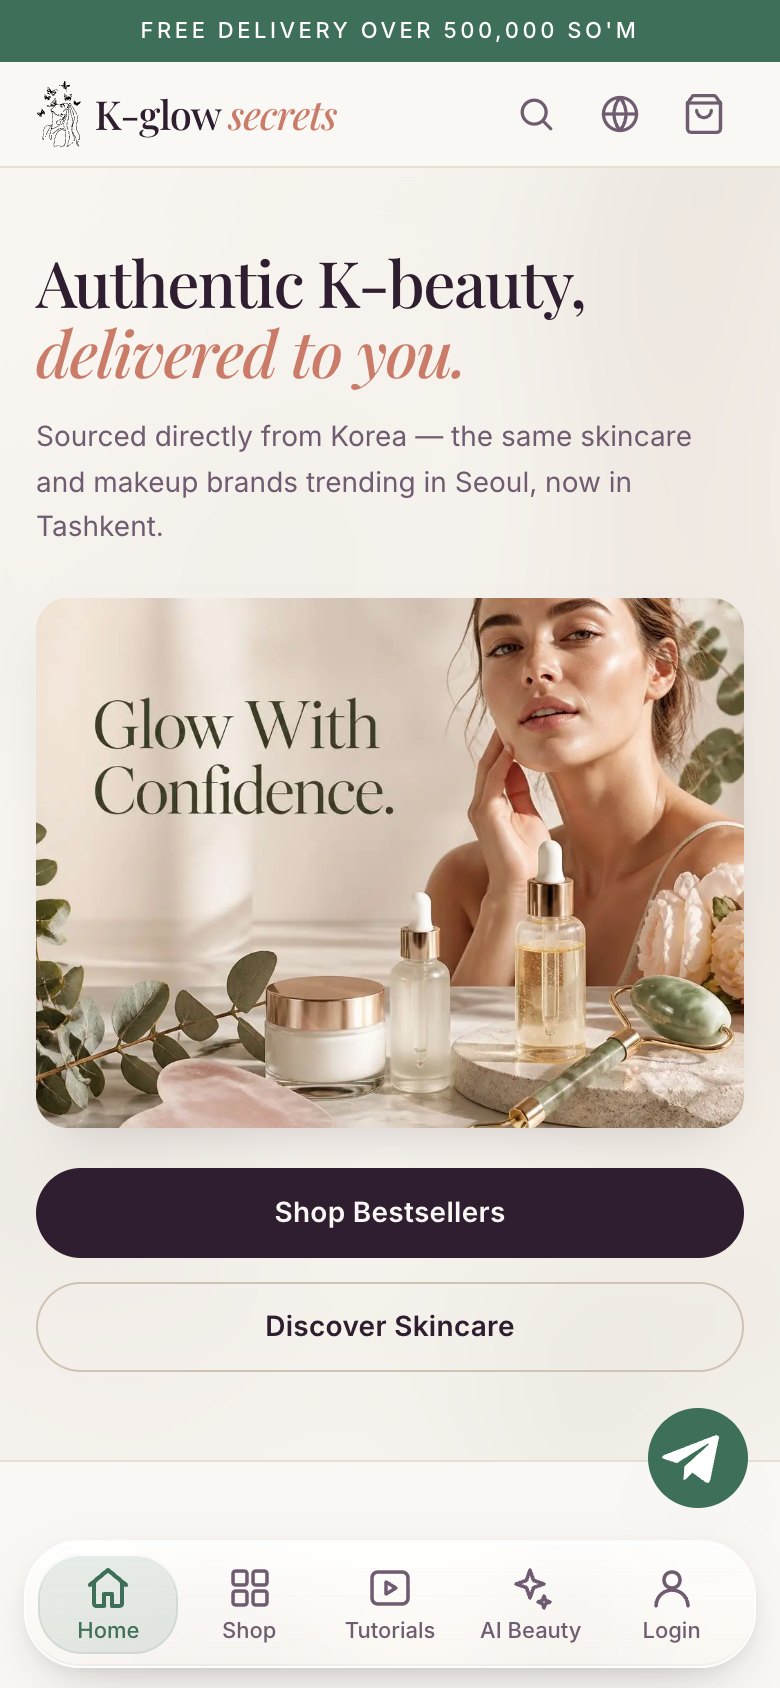 FREE DELIVERY OVER 500,000 SO'M
K-glow secrets
Authentic K-beauty,
delivered to you.
Sourced directly from Korea — the same skincare
and makeup brands trending in Seoul, now in
Tashkent.
Glow With
Confidence.
Shop Bestsellers
Discover Skincare
Home
Shop
Tutorials
AI Beauty
Login